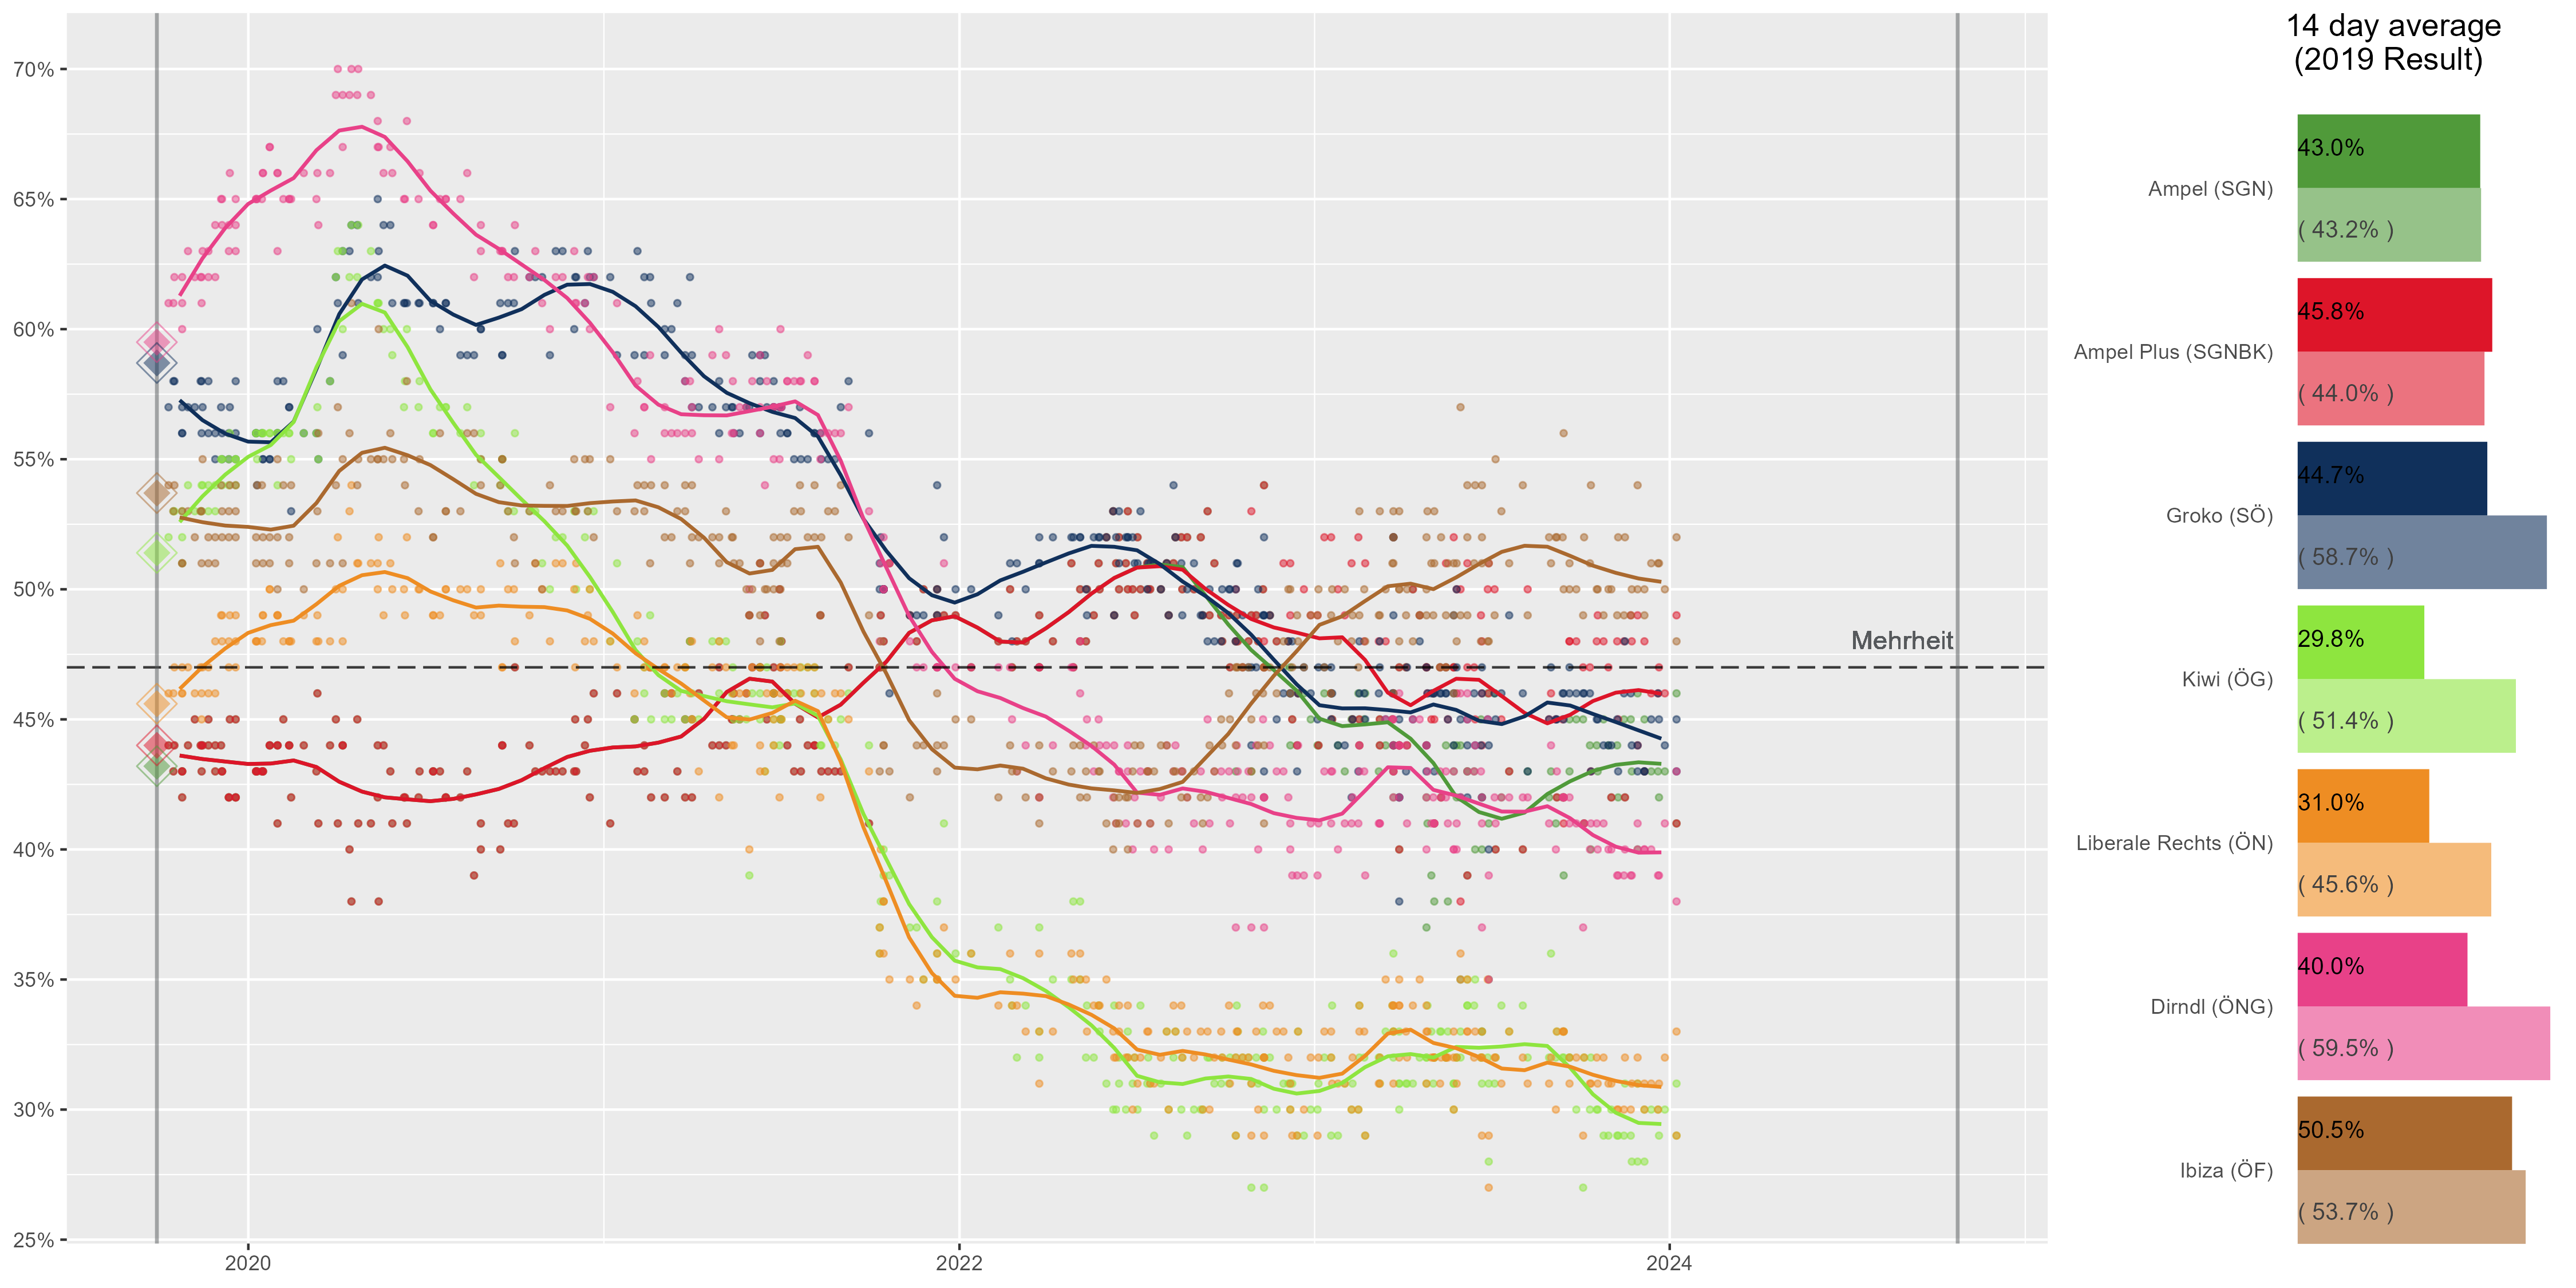 70%
65%
60%
55%
50%
45%
40%
35%
30%
25%
2020
2022
2024
Mehrheit
14 day average
(2019 Result)
Ampel (SGN)
43.0%
( 43.2% )
Ampel Plus (SGNBK)
45.8%
( 44.0% )
Groko (SÖ)
44.7%
( 58.7% )
Kiwi (ÖG)
29.8%
( 51.4% )
Liberale Rechts (ÖN)
31.0%
( 45.6% )
Dirndl (ÖNG)
40.0%
( 59.5% )
Ibiza (ÖF)
50.5%
( 53.7% )